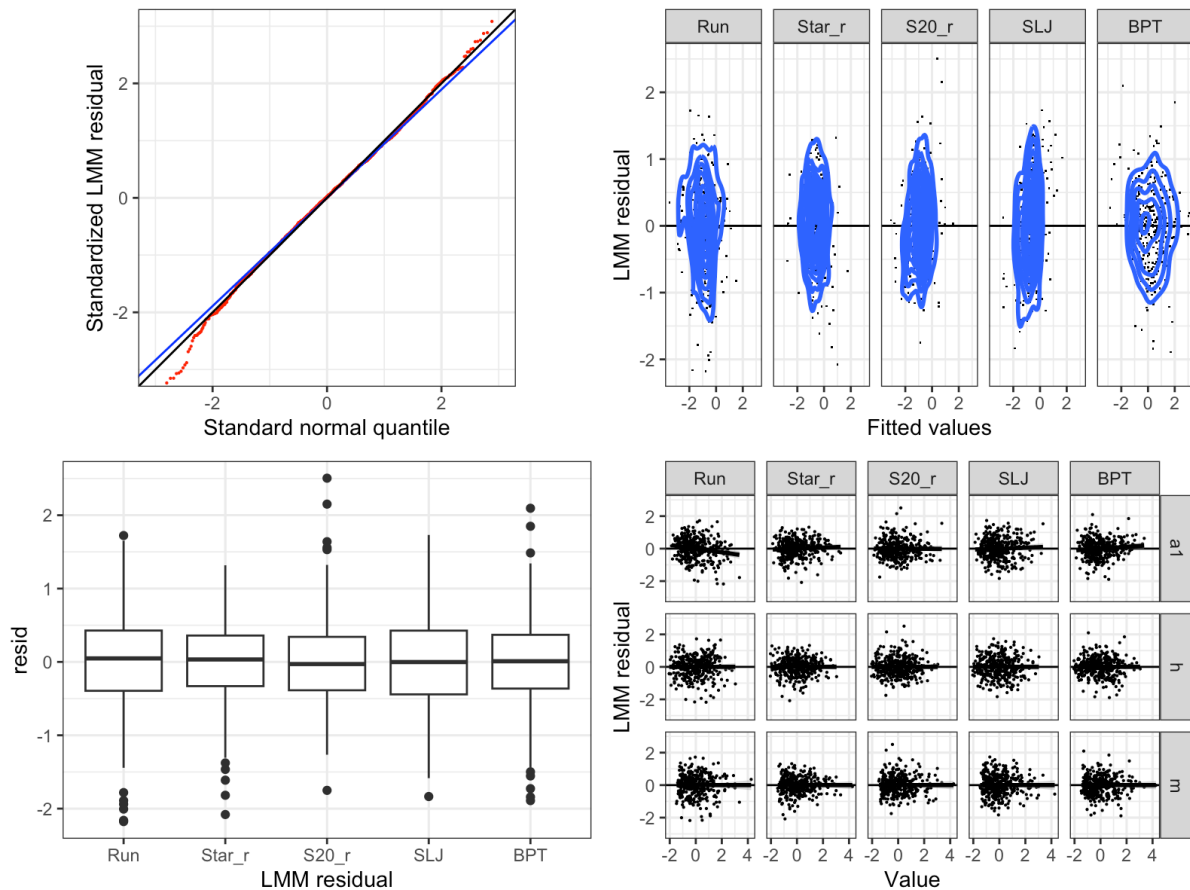 Standardized LMM residual
2
0
-2
-2 0 2
Standard normal quantile
Run Star_r S20_r SLJ BPT
LMM residual
2
1
0
-1
-2
-2 0 2 -2 0 2 -2 0 2 -2 0 2 -2 0 2
Fitted values
resid
2
1
0
-1
-2
Run Star_r S20_r SLJ BPT
LMM residual
Run Star_r S20_r SLJ BPT
LMM residual
2
0
-2
a1
2
0
-2
h
2
0
-2
m
-2 0 2 4 -2 0 2 4 -2 0 2 4 -2 0 2 4 -2 0 2 4
Value